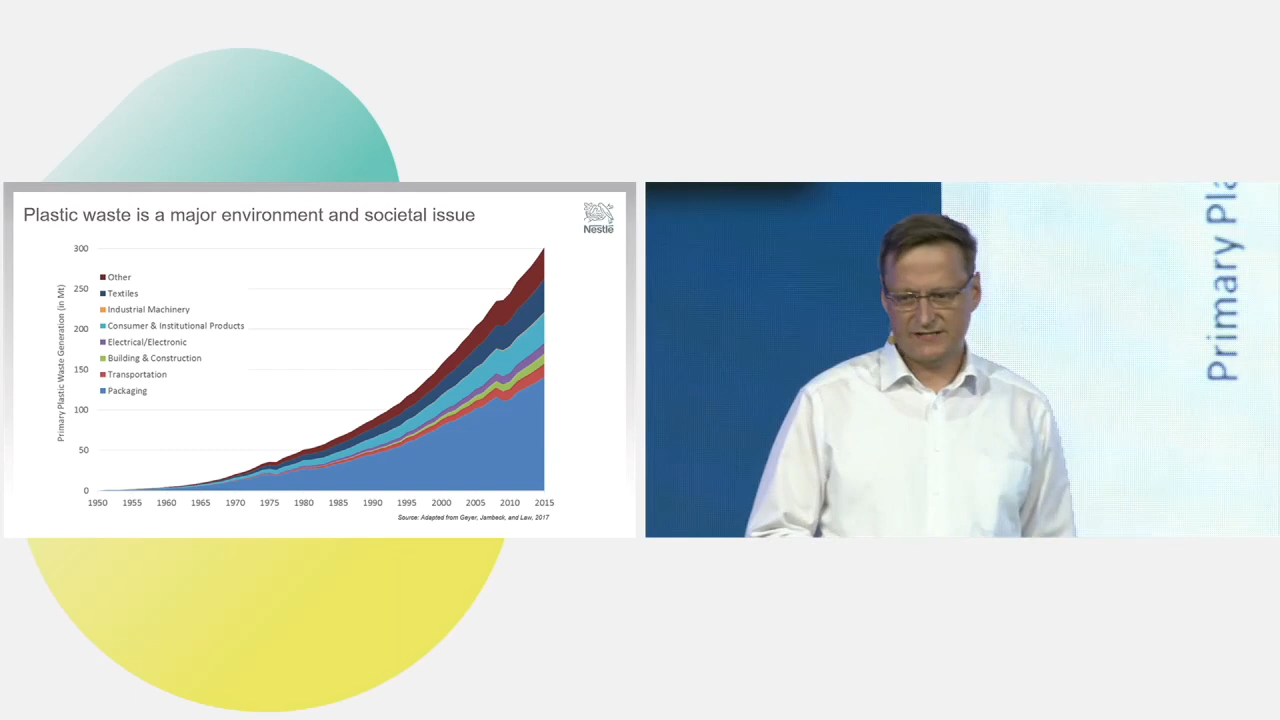 Plastic waste is a major environment and societal issue
Nestlé
Primary Plastic Waste Generation (in Mt)
300
250
200
150
100
50
0
Other
Textiles
Industrial Machinery
Consumer & Institutional Products
Electrical/Electronic
Building & Construction
Transportation
Packaging
1950 1955 1960 1965 1970 1975 1980 1985 1990 1995 2000 2005 2010 2015
Source: Adapted from Geyer, Jambeck, and Law, 2017
Primary Pla